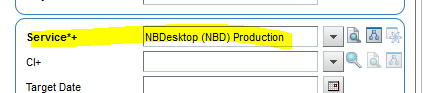 Service*+ NBDesktop (NBD) Production
CI+
Target Date